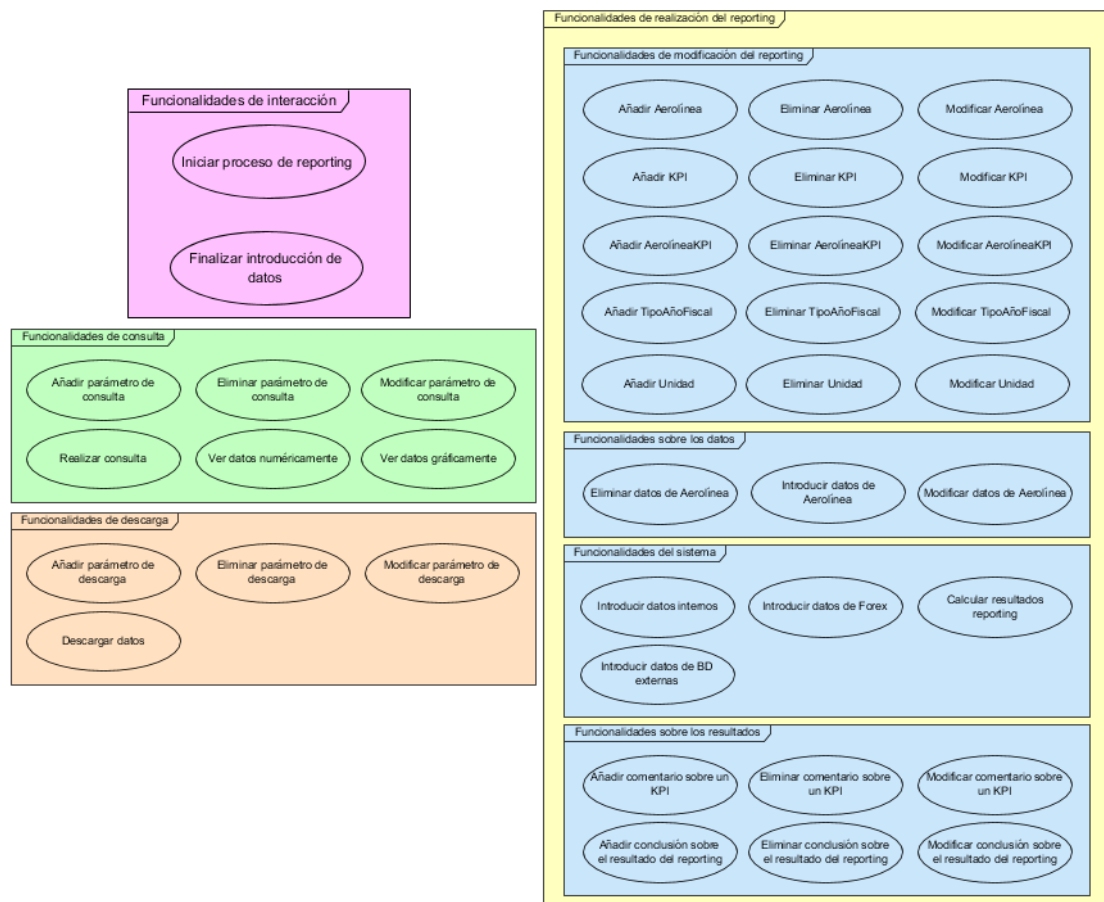 Funcionalidades de interacción
Iniciar proceso de reporting
Finalizar introducción de
datos
Funcionalidades de consulta
Añadir parámetro de
consulta
Eliminar parámetro de
consulta
Modificar parámetro de
consulta
Realizar consulta
Ver datos numéricamente
Ver datos gráficamente
Funcionalidades de descarga
Añadir parámetro de
descarga
Eliminar parámetro de
descarga
Modificar parámetro de
descarga
Descargar datos
Funcionalidades de realización del reporting
Funcionalidades de modificación del reporting
Añadir Aerolínea
Eliminar Aerolínea
Modificar Aerolínea
Añadir KPI
Eliminar KPI
Modificar KPI
Añadir AerolíneaKPI
Eliminar AerolíneaKPI
Modificar AerolíneaKPI
Añadir TipoAñoFiscal
Eliminar TipoAñoFiscal
Modificar TipoAñoFiscal
Añadir Unidad
Eliminar Unidad
Modificar Unidad
Funcionalidades sobre los datos
Eliminar datos de Aerolínea
Introducir datos de
Aerolínea
Modificar datos de Aerolínea
Funcionalidades del sistema
Introducir datos internos
Introducir datos de Forex
Calcular resultados
reporting
Introducir datos de BD
externas
Funcionalidades sobre los resultados
Añadir comentario sobre un
KPI
Eliminar comentario sobre
un KPI
Modificar comentario sobre
un KPI
Añadir conclusión sobre
el resultado del reporting
Eliminar conclusión sobre
el resultado del reporting
Modificar conclusión sobre
el resultado del reporting